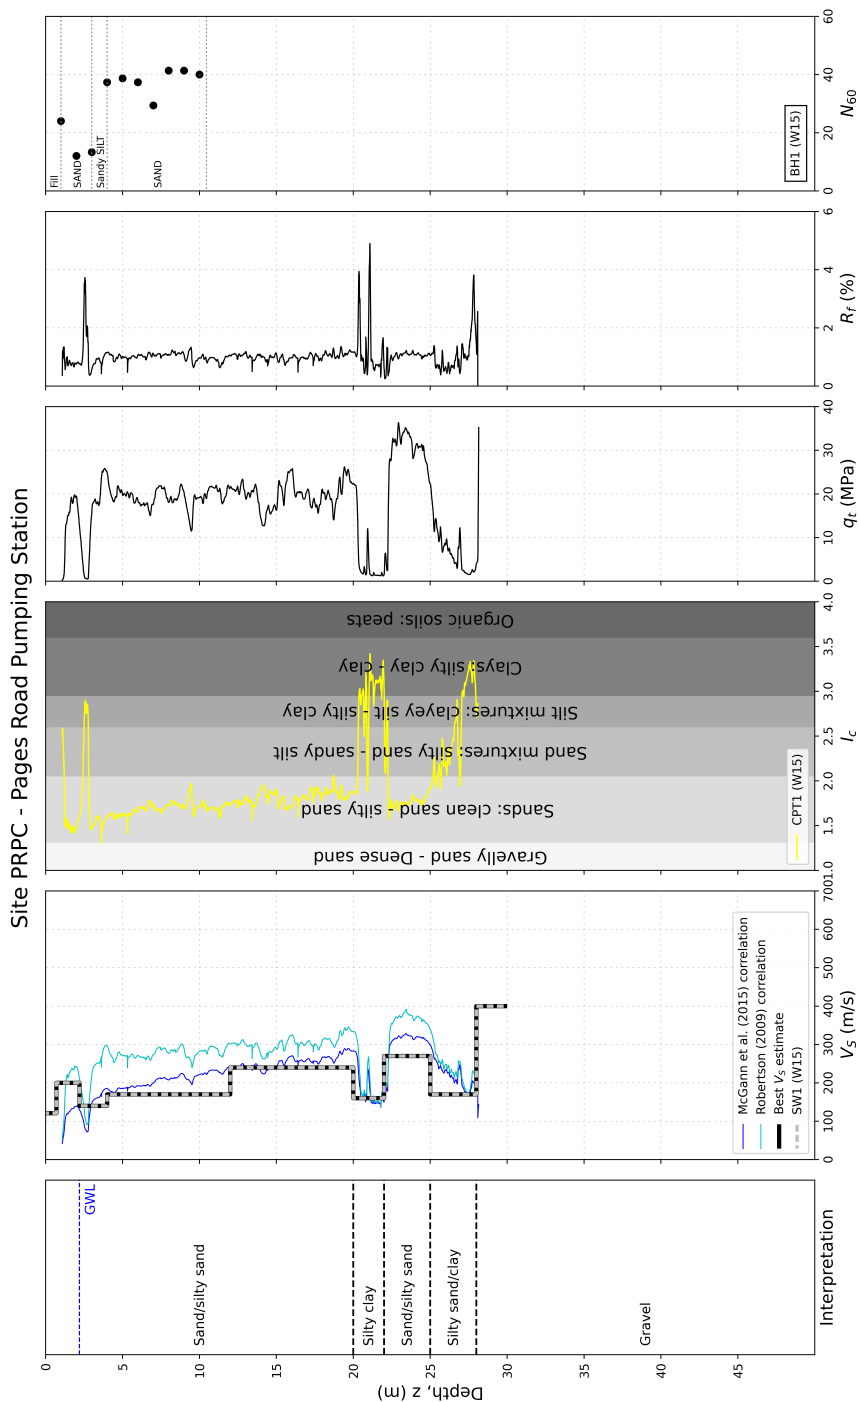 Site PRPC - Pages Road Pumping Station
Depth, z (m)
0
5
10
15
20
25
30
35
40
45
GWL
Sand/silty sand
Silty clay
Sand/silty sand
Silty sand/clay
Gravel
Interpretation
0
100
200
300
400
500
600
700
V_S (m/s)
McGann et al. (2015) correlation
Robertson (2009) correlation
Best V_S estimate
SW1 (W15)
1.0
1.5
2.0
2.5
3.0
3.5
4.0
I_c
Gravelly sand - Dense sand
Sands: clean sand - silty sand
Sand mixtures: silty sand - sandy silt
Silt mixtures: clayey silt - silty clay
Clays: silty clay - clay
Organic soils: peats
CPT1 (W15)
0
10
20
30
40
q_t (MPa)
0
2
4
6
R_f (%)
Fill
SAND
Sandy SILT
SAND
BH1 (W15)
0
20
40
60
N_60